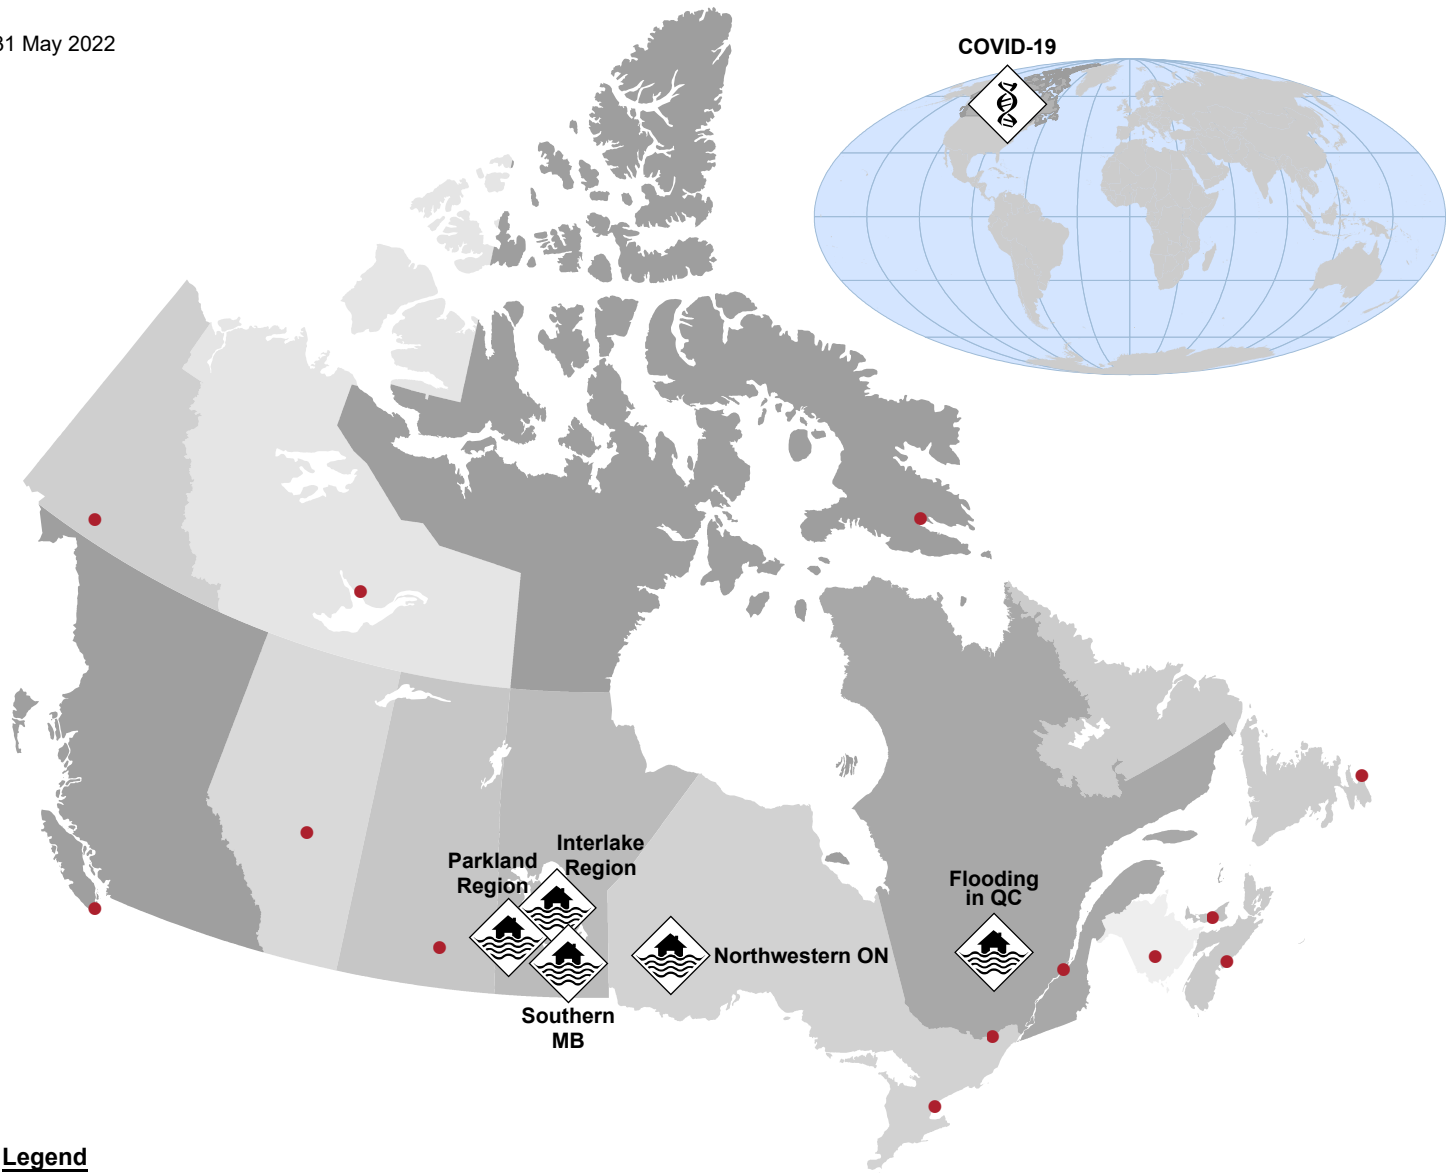 31 May 2022
COVID-19
Interlake
Region
Parkland
Region
Flooding
in QC
Northwestern ON
Southern
MB
Legend